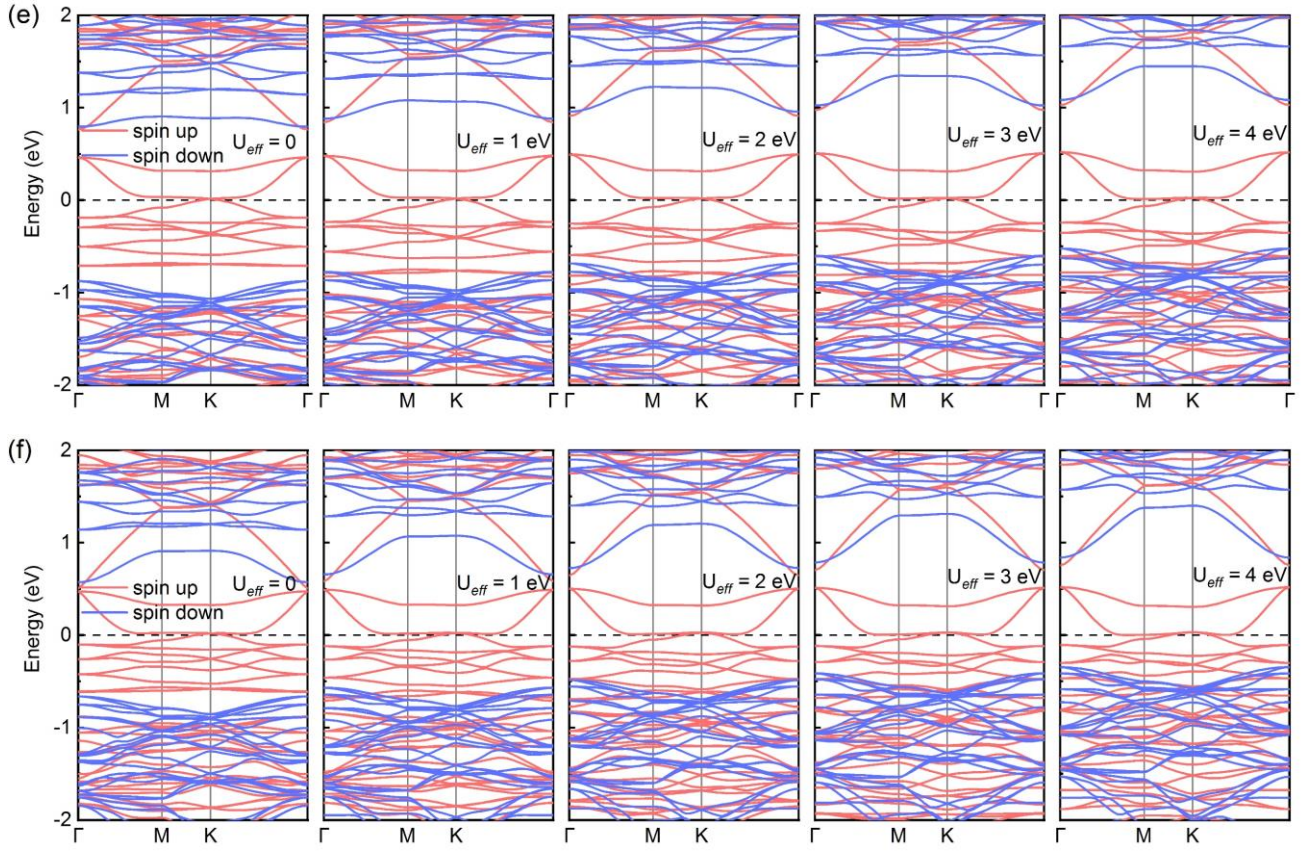 (e)
2
1
0
-1
-2
Energy (eV)
spin up
spin down
U_eff = 0
U_eff = 1 eV
U_eff = 2 eV
U_eff = 3 eV
U_eff = 4 eV
Γ M K Γ Γ M K Γ Γ M K Γ Γ M K Γ Γ M K Γ
(f)
2
1
0
-1
-2
Energy (eV)
spin up
spin down
U_eff = 0
U_eff = 1 eV
U_eff = 2 eV
U_eff = 3 eV
U_eff = 4 eV
Γ M K Γ Γ M K Γ Γ M K Γ Γ M K Γ Γ M K Γ